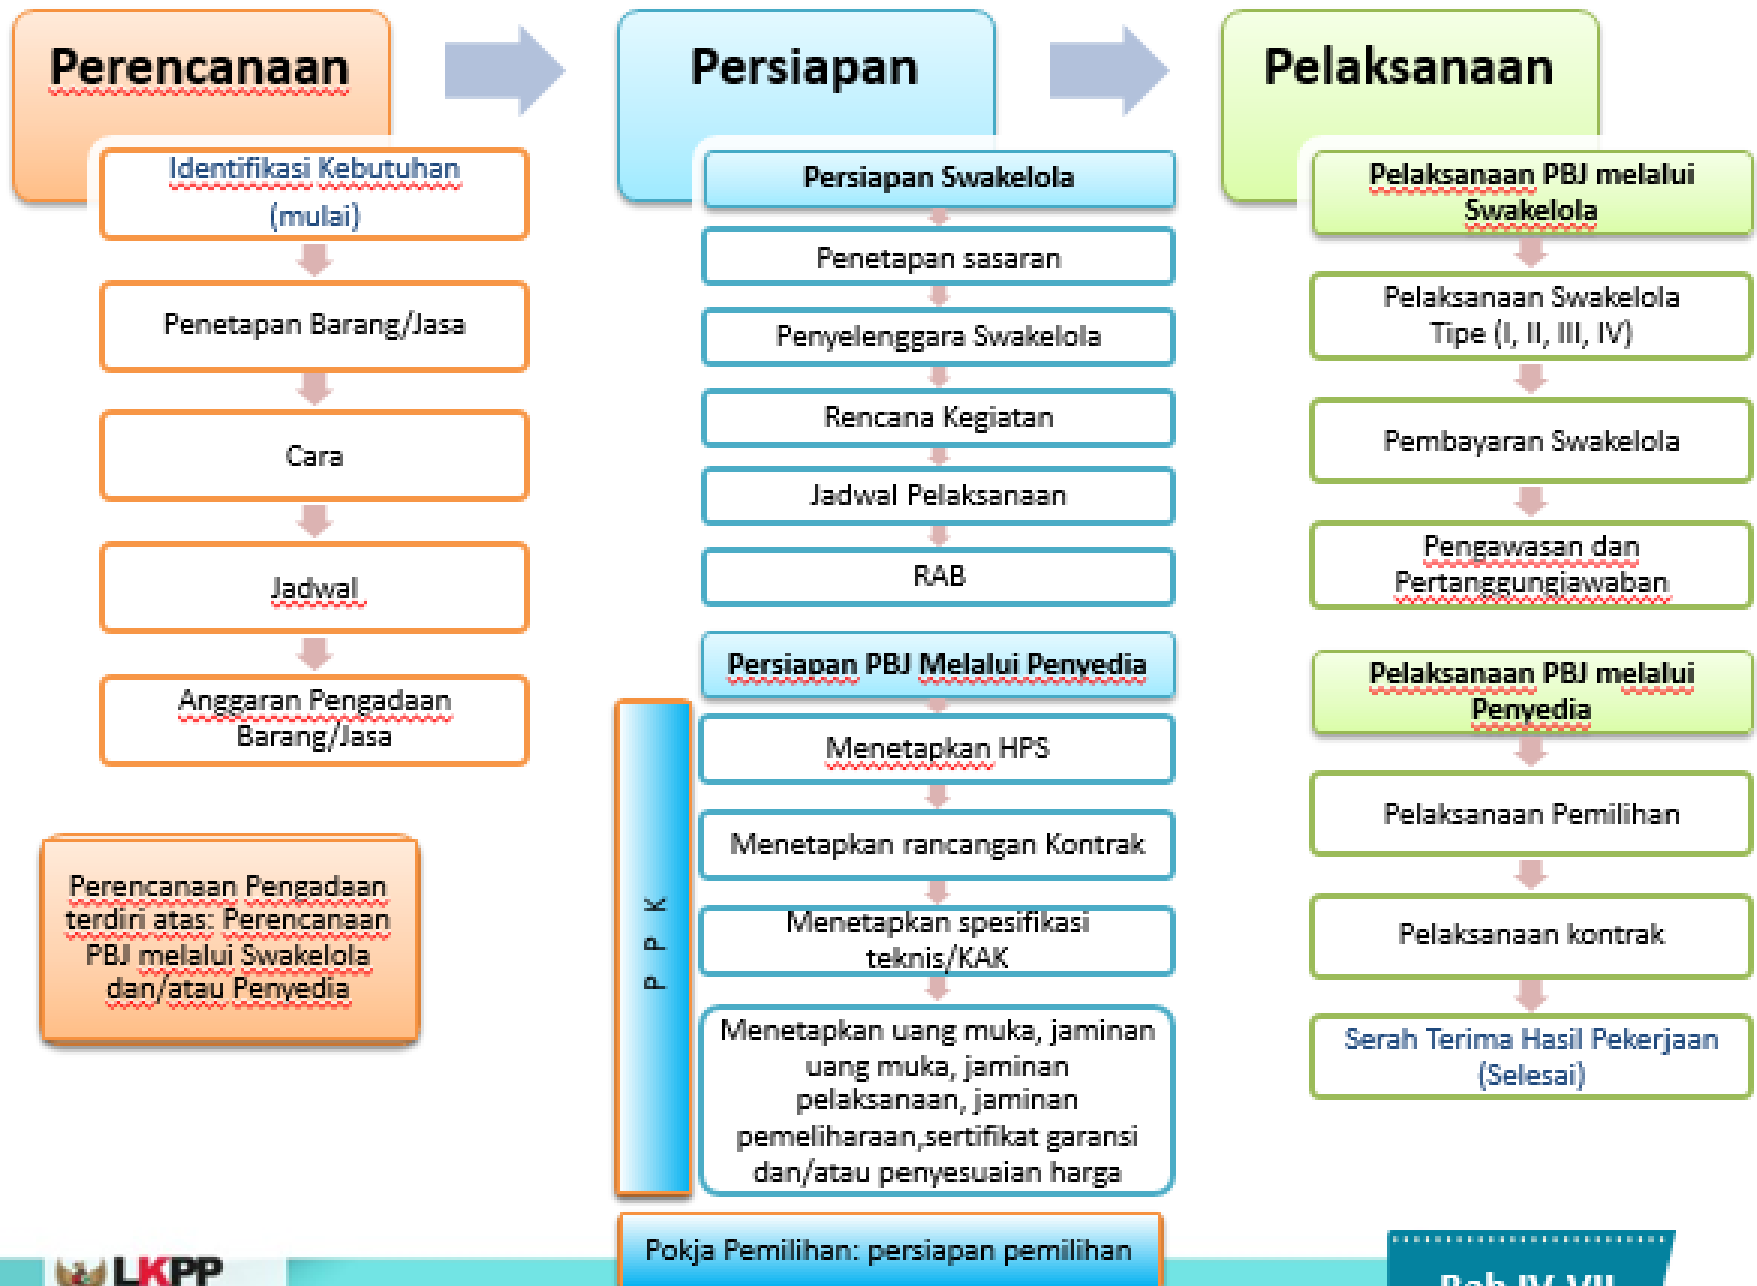 Perencanaan
Identifikasi Kebutuhan
(mulai)
Penetapan Barang/Jasa
Cara
Jadwal
Anggaran Pengadaan
Barang/Jasa
Perencanaan Pengadaan
terdiri atas: Perencanaan
PBJ melalui Swakelola
dan/atau Penyedia
Persiapan
Persiapan Swakelola
Penetapan sasaran
Penyelenggara Swakelola
Rencana Kegiatan
Jadwal Pelaksanaan
RAB
Persiapan PBJ Melalui Penyedia
PPK
Menetapkan HPS
Menetapkan rancangan Kontrak
Menetapkan spesifikasi
teknis/KAK
Menetapkan uang muka, jaminan
uang muka, jaminan
pelaksanaan, jaminan
pemeliharaan,sertifikat garansi
dan/atau penyesuaian harga
Pokja Pemilihan: persiapan pemilihan
Pelaksanaan
Pelaksanaan PBJ melalui
Swakelola
Pelaksanaan Swakelola
Tipe (I, II, III, IV)
Pembayaran Swakelola
Pengawasan dan
Pertanggungjawaban
Pelaksanaan PBJ melalui
Penyedia
Pelaksanaan Pemilihan
Pelaksanaan kontrak
Serah Terima Hasil Pekerjaan
(Selesai)
LKPP
Bab IV-VII